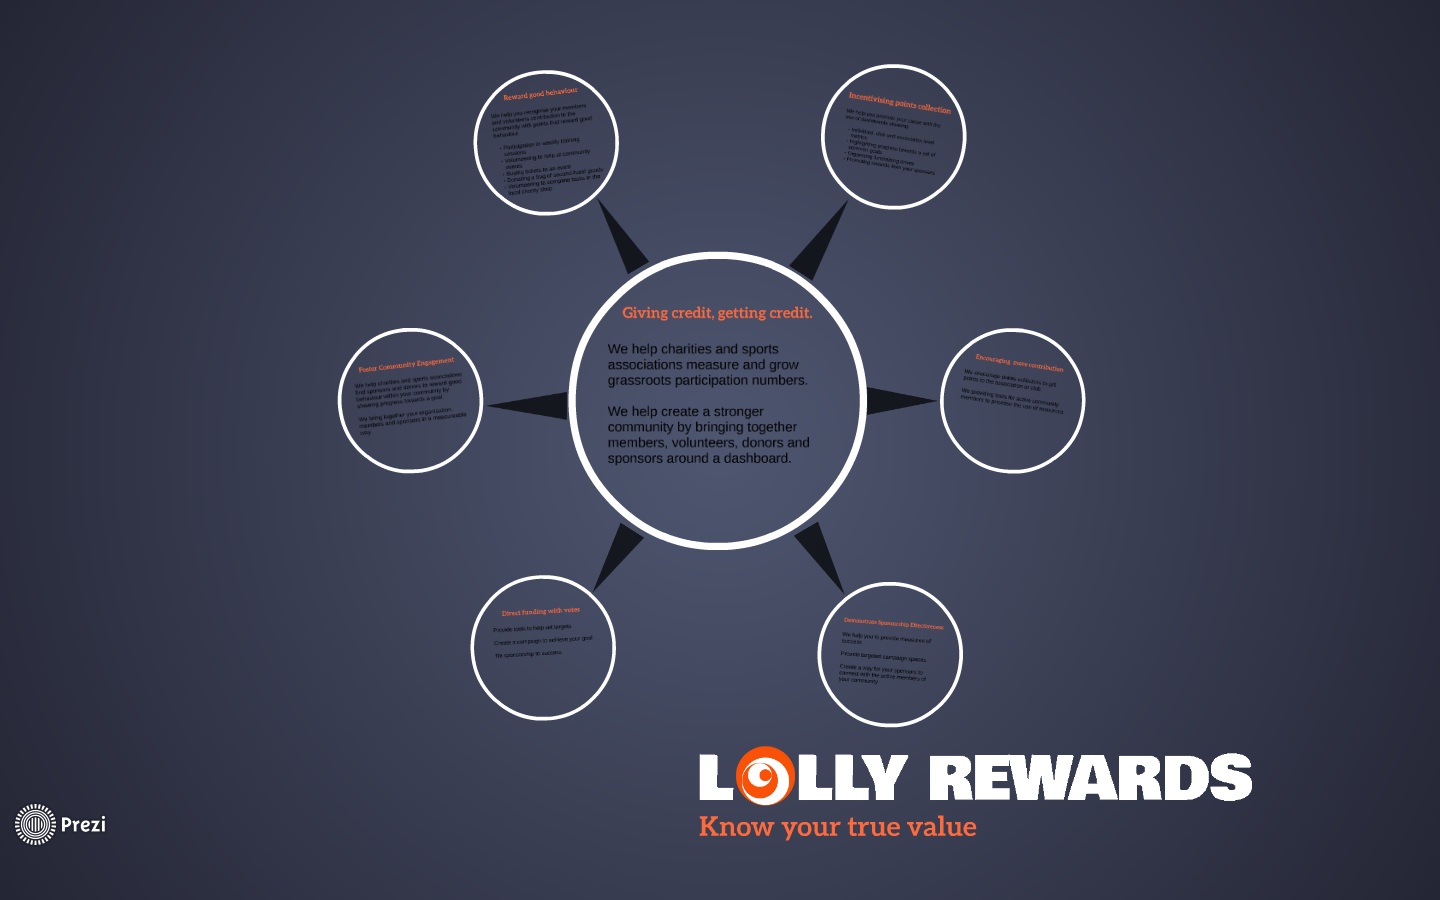 Reward good behaviour
We help you recognise your members
and volunteers contribution to the
community with points that reward good
behaviour.
- Participation in weekly training
sessions
- Volunteering to help at community
events
- Buying tickets to an event
- Donating a bag of second hand goods
- Volunteering to complete tasks in the
local charity shop
Incentivising points collection
We help you promote your cause with the
use of dashboards showing:
- Individual, club and association level
metrics
- Highlighting progress towards a set of
common goals
- Organising fundraising drives
- Promoting rewards from your sponsors
Giving credit, getting credit.
We help charities and sports
associations measure and grow
grassroots participation numbers.
We help create a stronger
community by bringing together
members, volunteers, donors and
sponsors around a dashboard.
Foster Community Engagement
We help charities and sports associations
find sponsors and donors to reward good
behaviour within your community by
showing progress towards a goal.
We bring together your organisation,
members and sponsors in a measureable
way.
Encouraging more contribution
We encourage points collectors to gift
points to the association or club.
We providing tools for active community
members to prioritise the use of resources.
Direct funding with votes
Provide tools to help set targets.
Create a campaign to achieve your goal
Tie sponsorship to success
Demonstrate Sponsorship Effectiveness
We help you to provide measures of
success.
Provide targeted campaign spaces.
Create a way for your sponsors to
connect with the active members of
your community
LOLLY REWARDS
Know your true value
Prezi